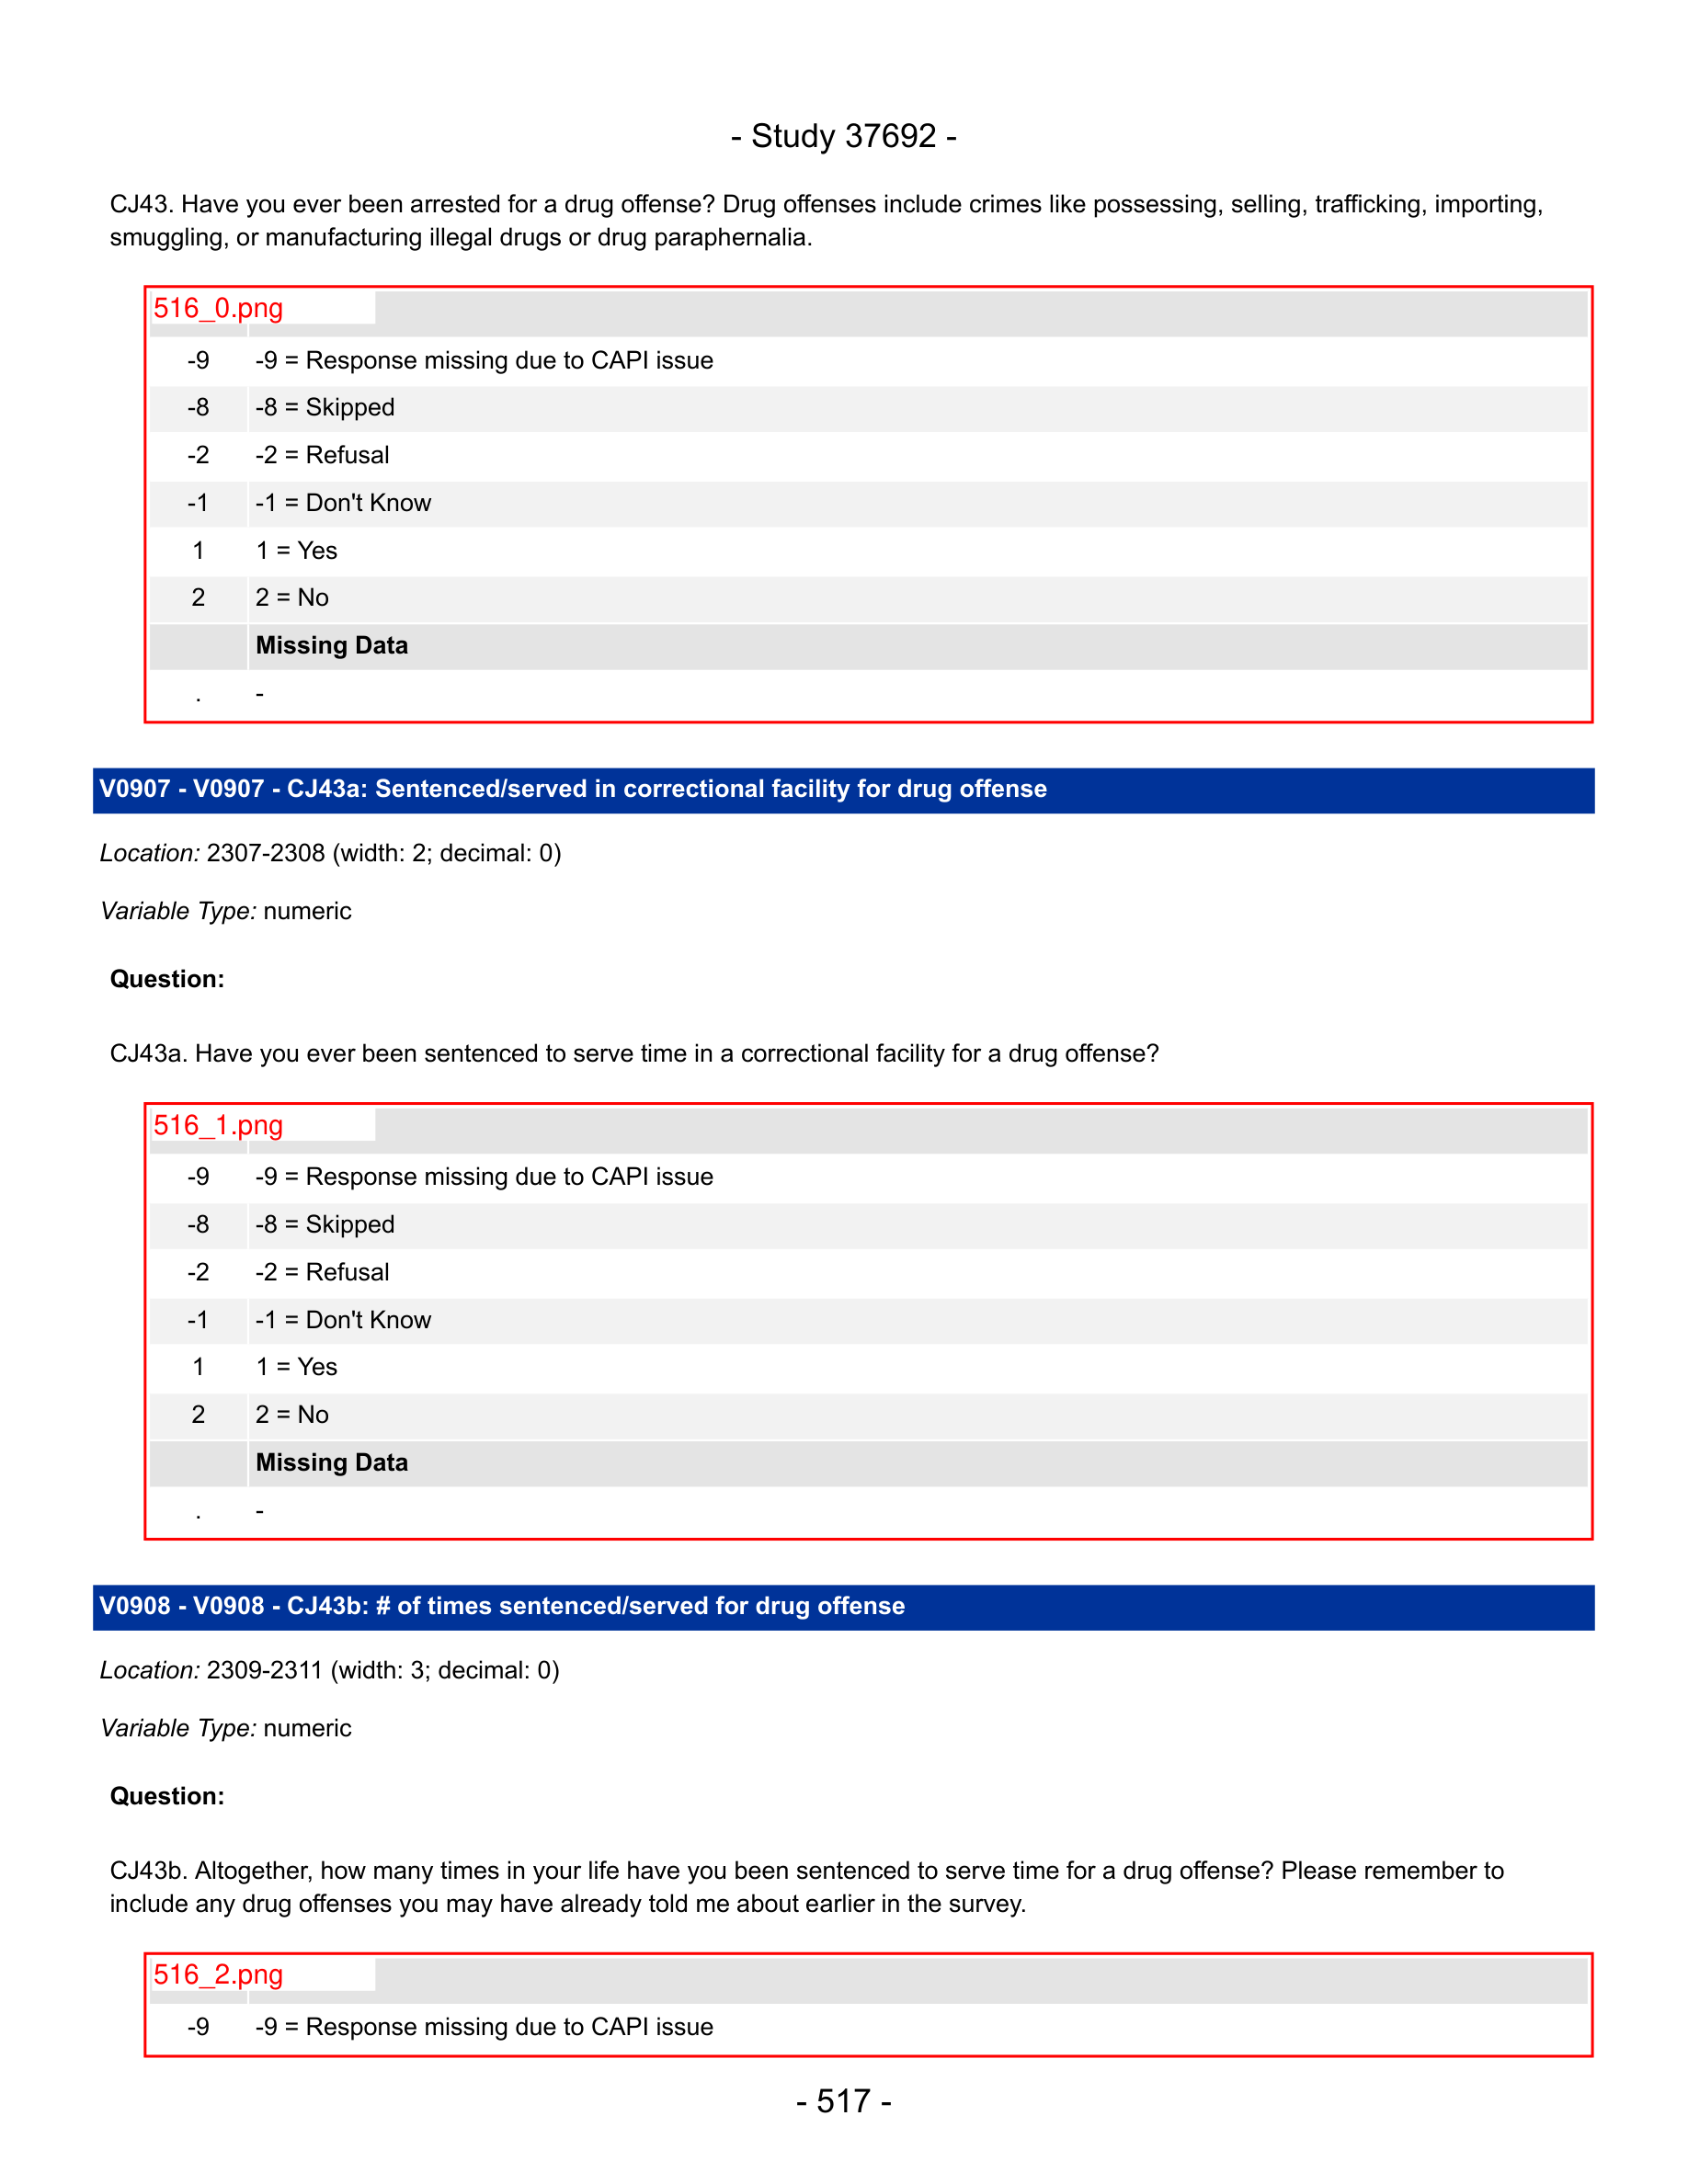 - Study 37692 -
CJ43. Have you ever been arrested for a drug offense? Drug offenses include crimes like possessing, selling, trafficking, importing,
smuggling, or manufacturing illegal drugs or drug paraphernalia.
516_0.png
-9 -9 = Response missing due to CAPI issue
-8 -8 = Skipped
-2 -2 = Refusal
-1 -1 = Don't Know
1 1 = Yes
2 2 = No
Missing Data
. -
V0907 - V0907 - CJ43a: Sentenced/served in correctional facility for drug offense
Location: 2307-2308 (width: 2; decimal: 0)
Variable Type: numeric
Question:
CJ43a. Have you ever been sentenced to serve time in a correctional facility for a drug offense?
516_1.png
-9 -9 = Response missing due to CAPI issue
-8 -8 = Skipped
-2 -2 = Refusal
-1 -1 = Don't Know
1 1 = Yes
2 2 = No
Missing Data
. -
V0908 - V0908 - CJ43b: # of times sentenced/served for drug offense
Location: 2309-2311 (width: 3; decimal: 0)
Variable Type: numeric
Question:
CJ43b. Altogether, how many times in your life have you been sentenced to serve time for a drug offense? Please remember to
include any drug offenses you may have already told me about earlier in the survey.
516_2.png
-9 -9 = Response missing due to CAPI issue
- 517 -